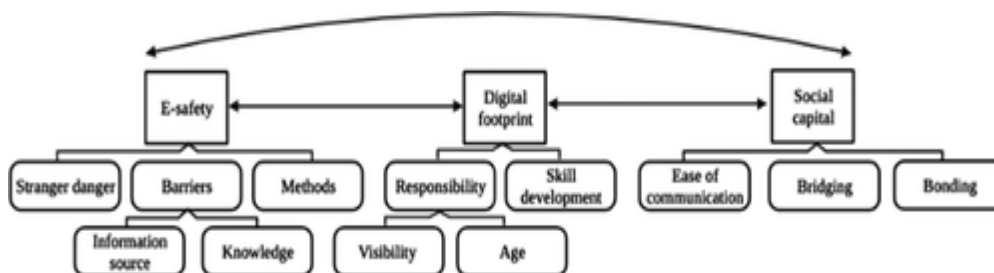 E-safety
Digital
footprint
Social
capital
Stranger danger
Barriers
Methods
Responsibility
Skill
development
Ease of
communication
Bridging
Bonding
Information
source
Knowledge
Visibility
Age